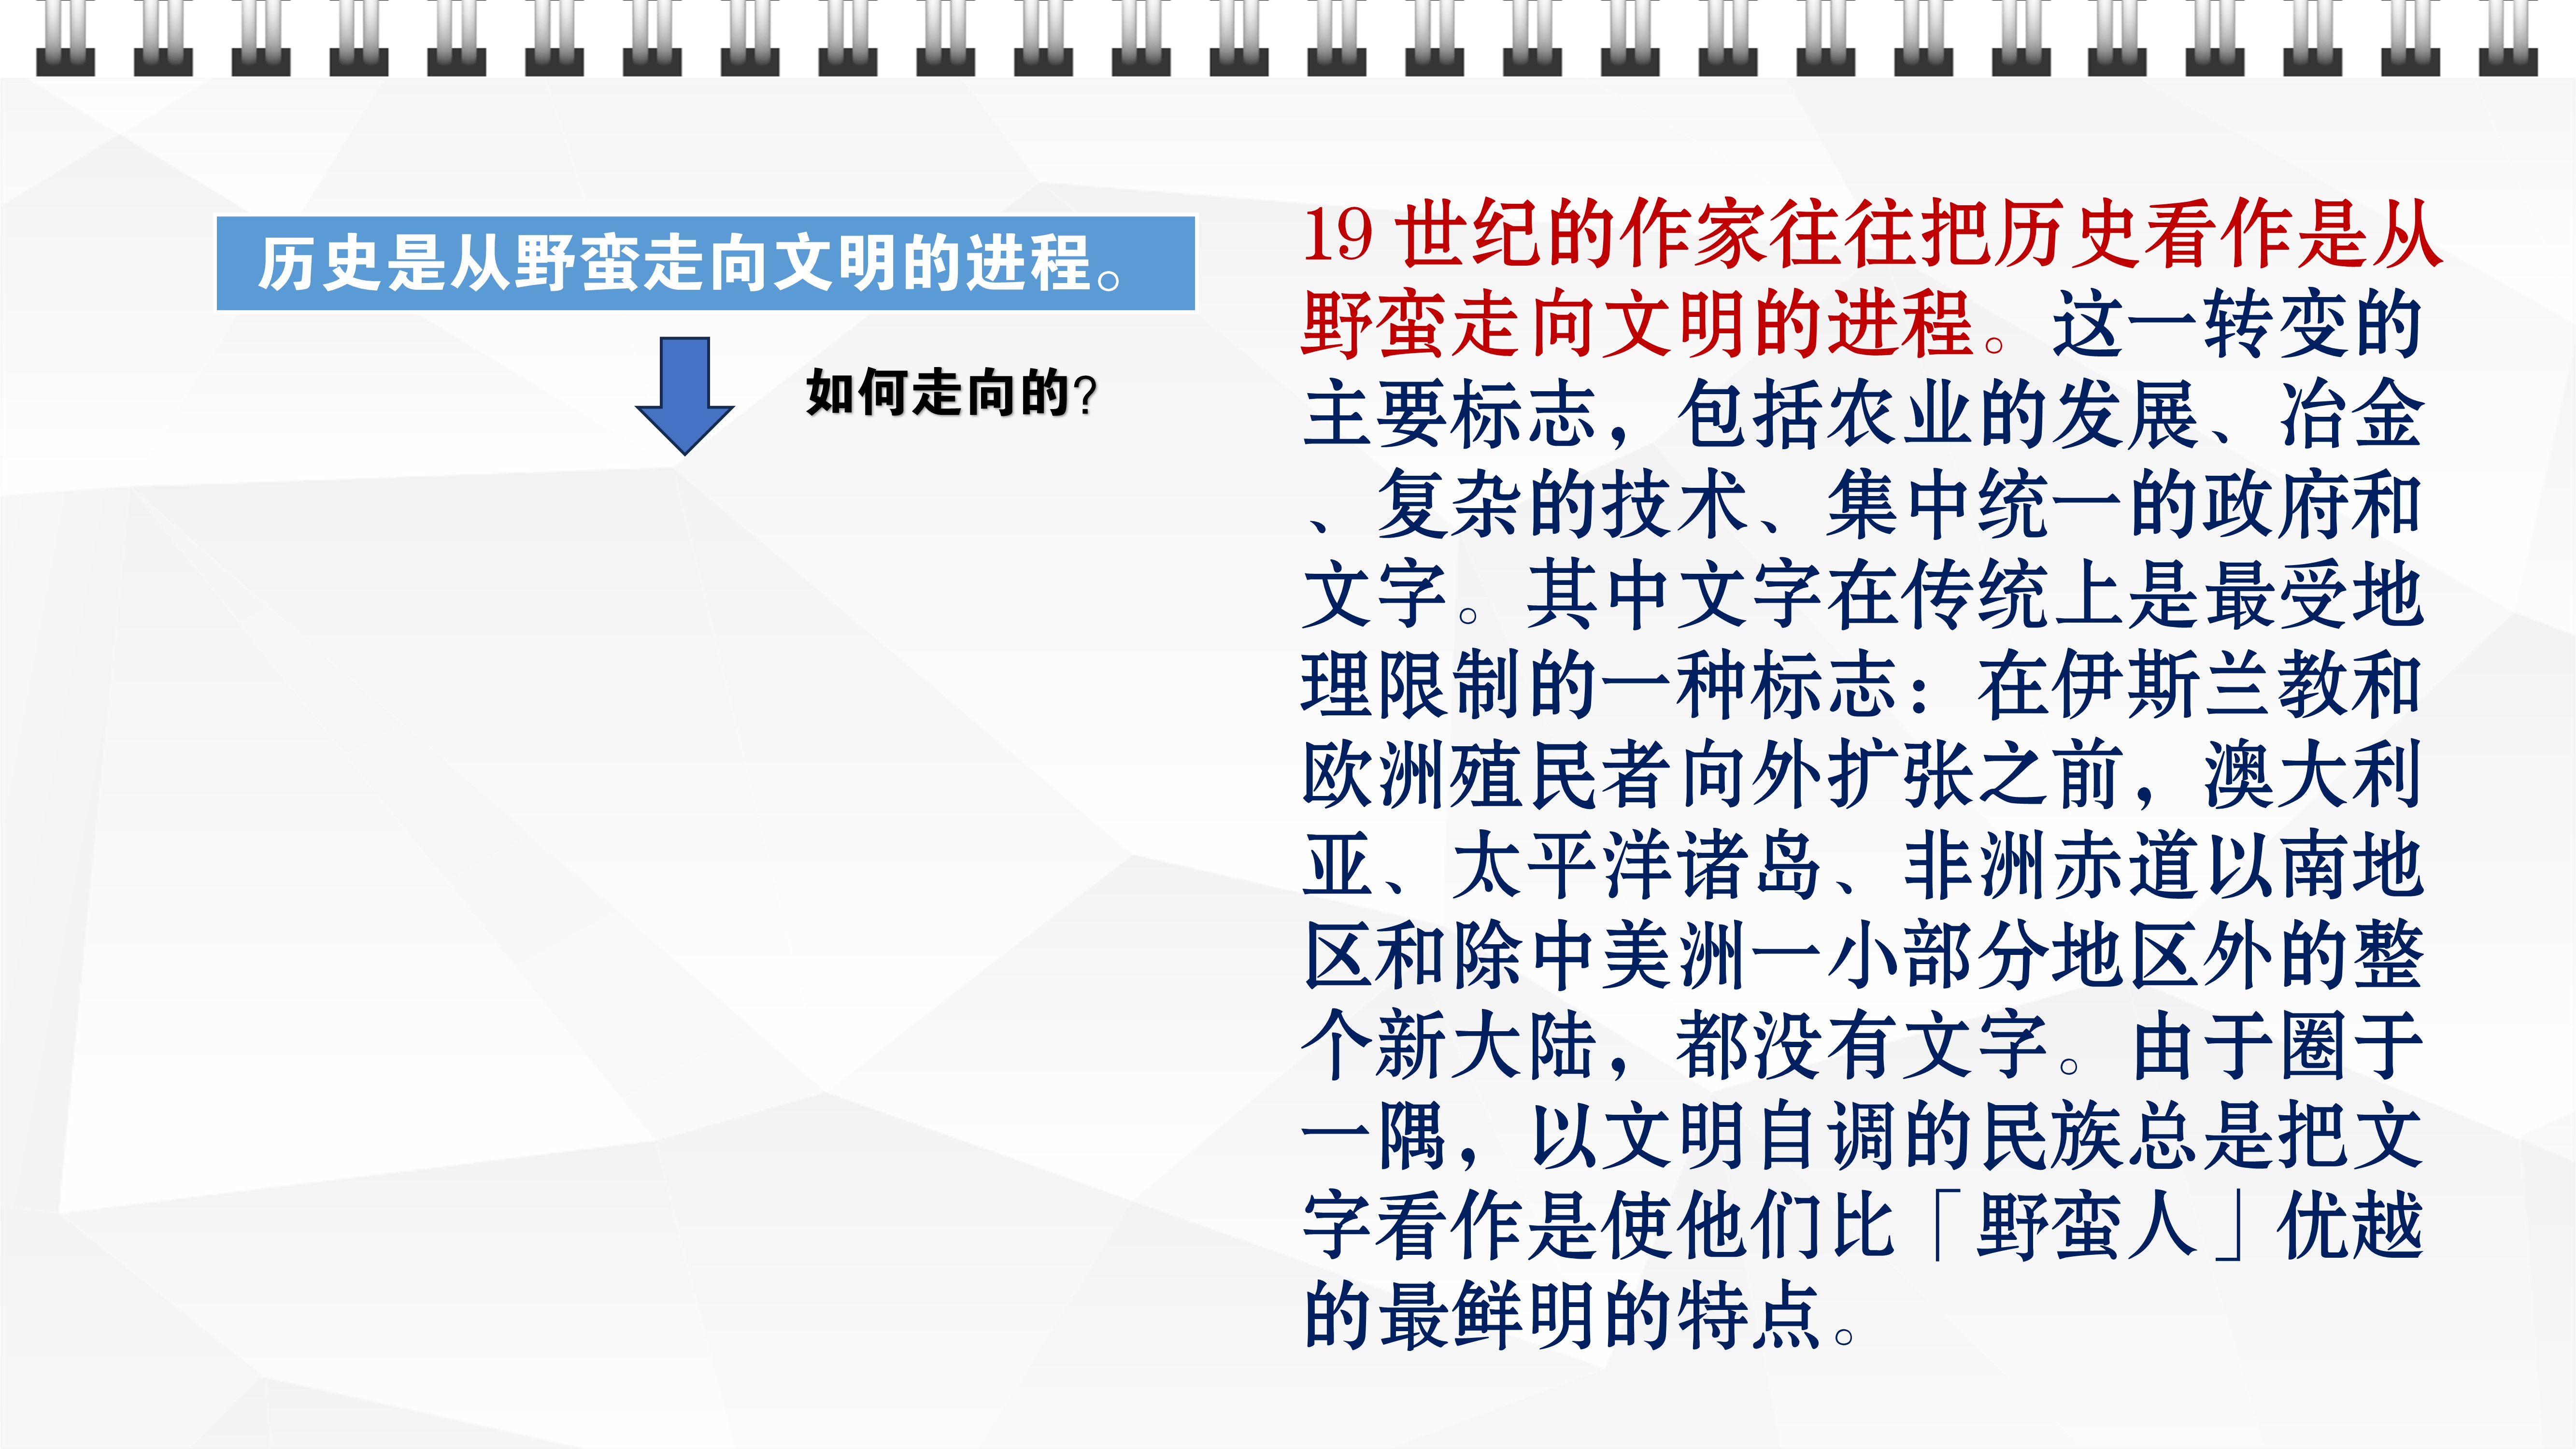 历史是从野蛮走向文明的进程。
如何走向的?
19 世纪的作家往往把历史看作是从
野蛮走向文明的进程。这一转变的
主要标志，包括农业的发展、冶金
、复杂的技术、集中统一的政府和
文字。其中文字在传统上是最受地
理限制的一种标志：在伊斯兰教和
欧洲殖民者向外扩张之前，澳大利
亚、太平洋诸岛、非洲赤道以南地
区和除中美洲一小部分地区外的整
个新大陆，都没有文字。由于圈于
一隅，以文明自调的民族总是把文
字看作是使他们比「野蛮人」优越
的最鲜明的特点。